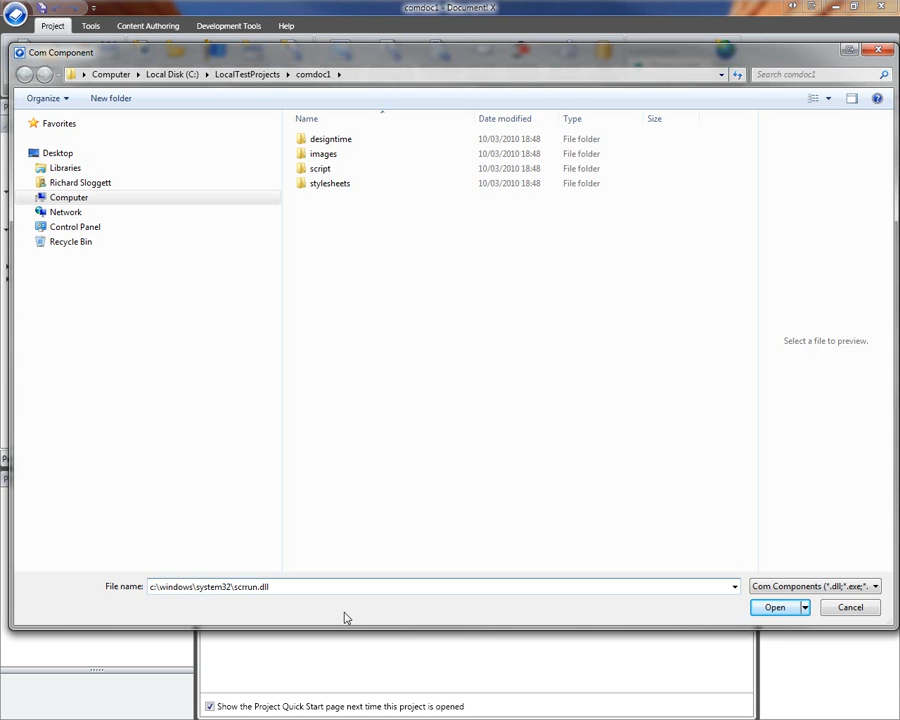 comdoc1 - Document! X
Project Tools Content Authoring Development Tools Help
Com Component
Computer Local Disk (C:) LocalTestProjects comdoc1 Search comdoc1
Organize New folder
Favorites
Desktop
Libraries
Richard Sloggett
Computer
Network
Control Panel
Recycle Bin
Name Date modified Type Size
designtime 10/03/2010 18:48 File folder
images 10/03/2010 18:48 File folder
script 10/03/2010 18:48 File folder
stylesheets 10/03/2010 18:48 File folder
Select a file to preview.
File name: c:\windows\system32\scrrun.dll Com Components (*.dll;*.exe;*.
Open Cancel
Show the Project Quick Start page next time this project is opened